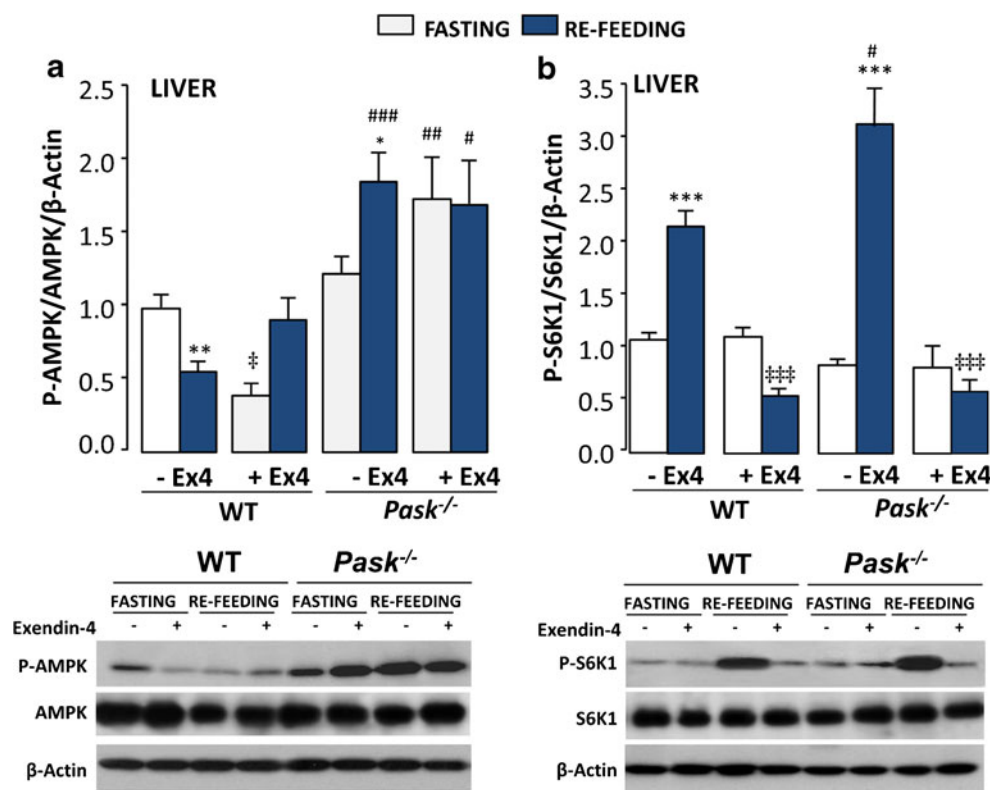 FASTING RE-FEEDING
a
LIVER
P-AMPK/AMPK/β-Actin
2.5
2.0
1.5
1.0
0.5
0.0
**
‡
###
*
##
#
- Ex4 + Ex4 - Ex4 + Ex4
WT Pask-/-
b
LIVER
P-S6K1/S6K1/β-Actin
3.5
3.0
2.5
2.0
1.5
1.0
0.5
0.0
***
‡‡‡
#
***
‡‡‡
- Ex4 + Ex4 - Ex4 + Ex4
WT Pask-/-
WT Pask-/-
FASTING RE-FEEDING FASTING RE-FEEDING
Exendin-4 - + - + - + - +
P-AMPK
AMPK
β-Actin
WT Pask-/-
FASTING RE-FEEDING FASTING RE-FEEDING
Exendin-4 - + - + - + - +
P-S6K1
S6K1
β-Actin